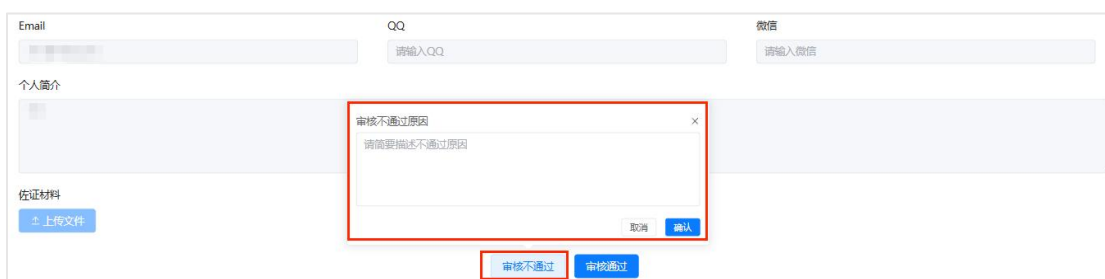 Email QQ 微信
请输入QQ 请输入微信
个人简介
审核不通过原因 ×
请简要描述不通过原因
佐证材料
上传文件
取消 确认
审核不通过 审核通过